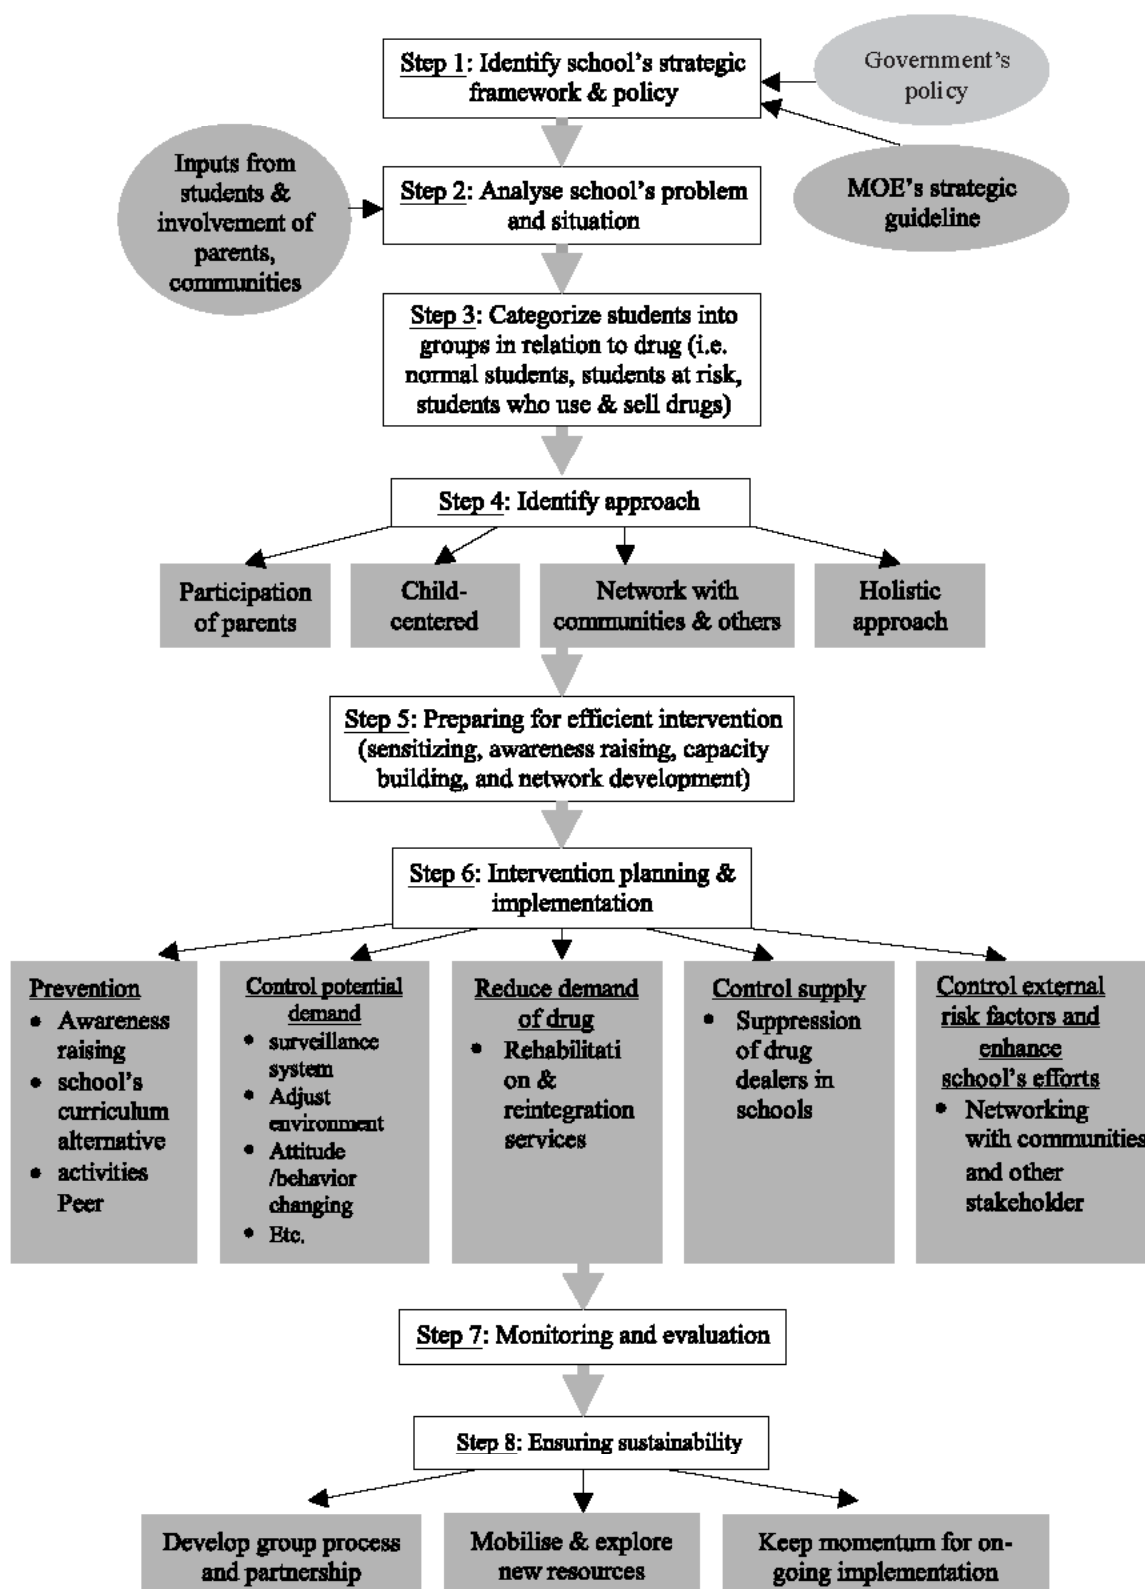 Step 1: Identify school's strategic
framework & policy
Government's
policy
MOE's strategic
guideline
Inputs from
students &
involvement of
parents,
communities
Step 2: Analyse school's problem
and situation
Step 3: Categorize students into
groups in relation to drug (i.e.
normal students, students at risk,
students who use & sell drugs)
Step 4: Identify approach
Participation
of parents
Child-
centered
Network with
communities & others
Holistic
approach
Step 5: Preparing for efficient intervention
(sensitizing, awareness raising, capacity
building, and network development)
Step 6: Intervention planning &
implementation
Prevention
• Awareness
raising
• school's
curriculum
alternative
• activities
Peer
Control potential
demand
• surveillance
system
• Adjust
environment
• Attitude
/behavior
changing
• Etc.
Reduce demand
of drug
• Rehabilitati
on &
reintegration
services
Control supply
• Suppression
of drug
dealers in
schools
Control external
risk factors and
enhance
school's efforts
• Networking
with communities
and other
stakeholder
Step 7: Monitoring and evaluation
Step 8: Ensuring sustainability
Develop group process
and partnership
Mobilise & explore
new resources
Keep momentum for on-
going implementation